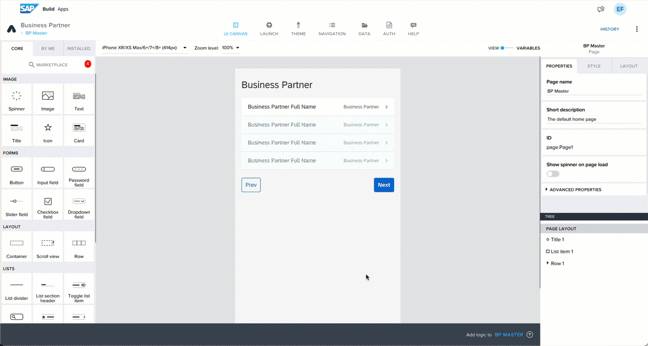 SAP Build Apps
EF
Business Partner
BP Master
UI CANVAS
LAUNCH
THEME
NAVIGATION
DATA
AUTH
HELP
HISTORY
CORE
BY ME
INSTALLED
iPhone XR/XS Max/6+/7+/8+ (414px)
Zoom level: 100%
VIEW
VARIABLES
BP Master
Page
MARKETPLACE
IMAGE
Spinner
Image
Text
Title
Icon
Card
FORMS
Button
Input field
Password
field
Slider field
Checkbox
field
Dropdown
field
LAYOUT
Container
Scroll view
Row
LISTS
List divider
List section
header
Toggle list
item
Business Partner
Business Partner Full Name
Business Partner
Business Partner Full Name
Business Partner
Business Partner Full Name
Business Partner
Business Partner Full Name
Business Partner
Prev
Next
PROPERTIES
STYLE
LAYOUT
Page name
BP Master
Short description
The default home page
ID
page.Page1
Show spinner on page load
ADVANCED PROPERTIES
TREE
PAGE LAYOUT
Title 1
List item 1
Row 1
Add logic to BP MASTER